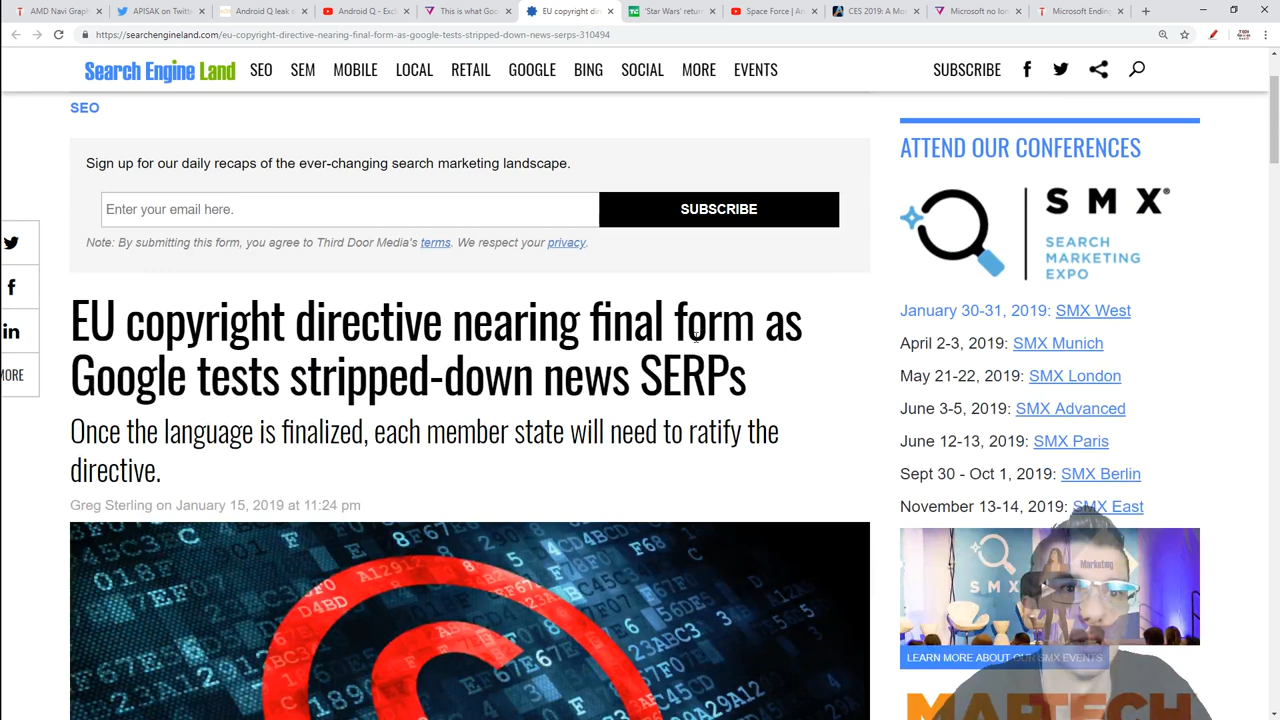 AMD Navi Grap
APISAK on Twitt
Android Q leak c
Android Q – Exc
This is what Goo
EU copyright dir
'Star Wars' return
Space Force | An
CES 2019: A Mor
Microsoft no lon
Microsoft Ending
https://searchengineland.com/eu-copyright-directive-nearing-final-form-as-google-tests-stripped-down-news-serps-310494
Search Engine Land SEO SEM MOBILE LOCAL RETAIL GOOGLE BING SOCIAL MORE EVENTS SUBSCRIBE
SEO
Sign up for our daily recaps of the ever-changing search marketing landscape.
Enter your email here. SUBSCRIBE
Note: By submitting this form, you agree to Third Door Media's terms. We respect your privacy.
MORE
EU copyright directive nearing final form as
Google tests stripped-down news SERPs
Once the language is finalized, each member state will need to ratify the
directive.
Greg Sterling on January 15, 2019 at 11:24 pm
ATTEND OUR CONFERENCES
SMX
SEARCH
MARKETING
EXPO
January 30-31, 2019: SMX West
April 2-3, 2019: SMX Munich
May 21-22, 2019: SMX London
June 3-5, 2019: SMX Advanced
June 12-13, 2019: SMX Paris
Sept 30 - Oct 1, 2019: SMX Berlin
November 13-14, 2019: SMX East
Marketing
SMX
LEARN MORE ABOUT OUR SMX EVENTS
MARTECH